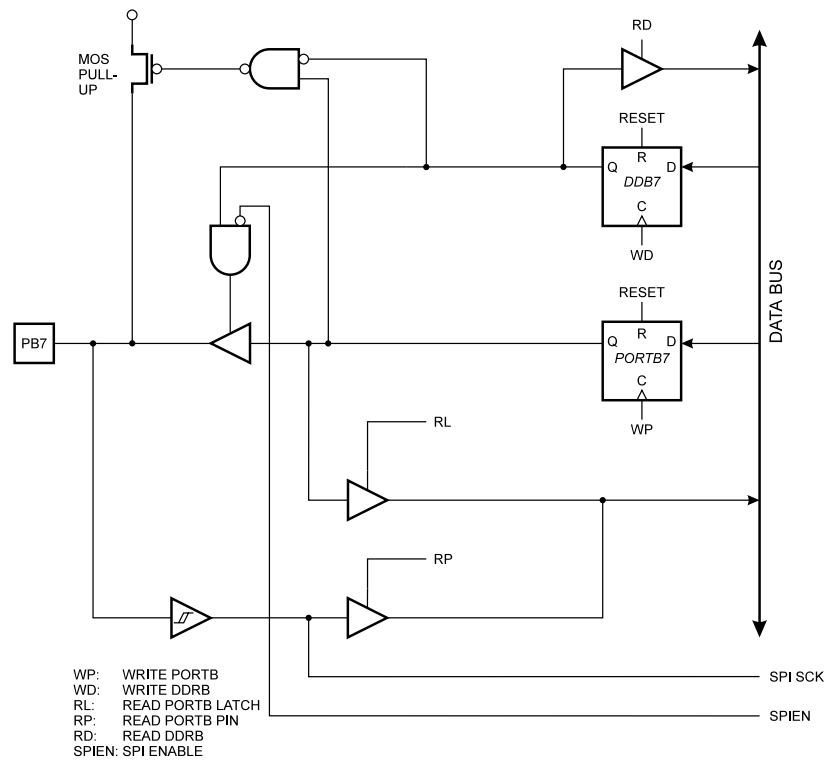 RD
MOS
PULL-
UP
RESET
R
Q
D
DDB7
C
WD
DATA BUS
RESET
PB7
R
Q
D
PORTB7
C
WP
RL
RP
WP: WRITE PORTB
WD: WRITE DDRB
RL: READ PORTB LATCH
RP: READ PORTB PIN
RD: READ DDRB
SPIEN: SPI ENABLE
SPI SCK
SPIEN